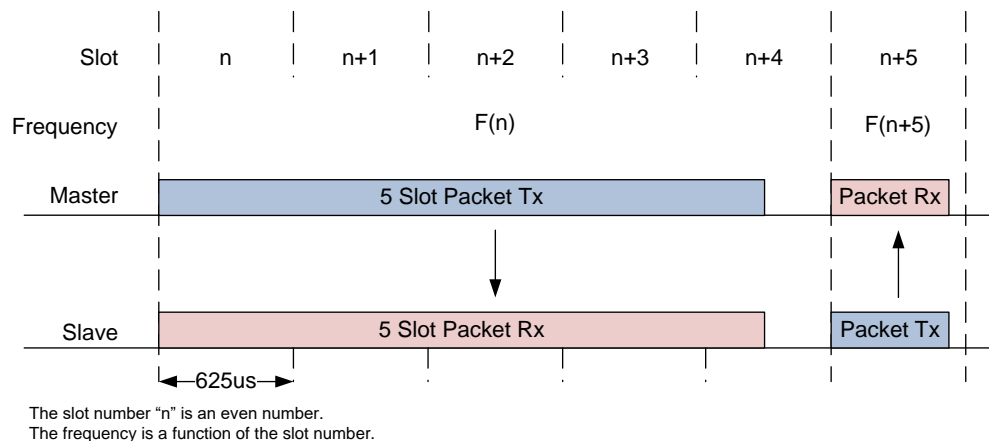 Slot n n+1 n+2 n+3 n+4 n+5
Frequency F(n) F(n+5)
Master 5 Slot Packet Tx Packet Rx
Slave 5 Slot Packet Rx Packet Tx
625us
The slot number “n” is an even number.
The frequency is a function of the slot number.